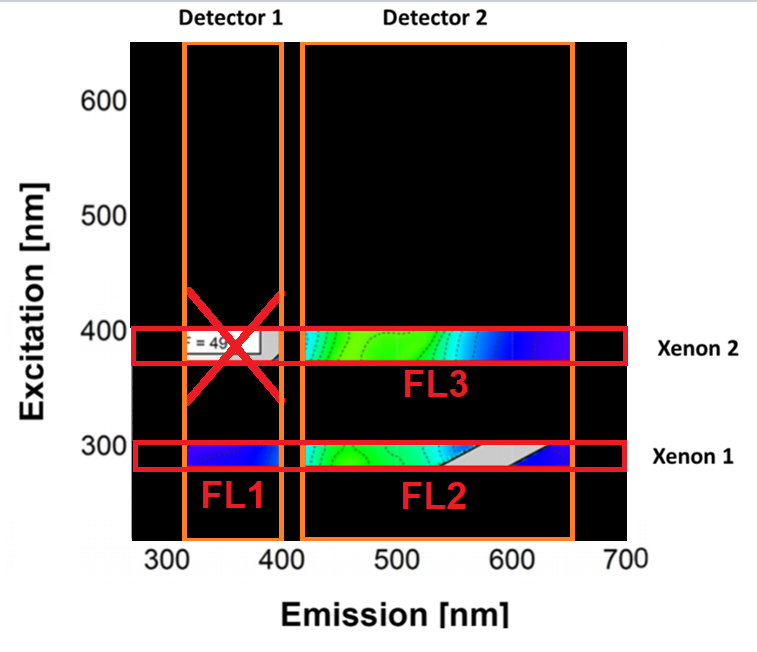 Detector 1 Detector 2
600
500
400
= 49
Xenon 2
FL3
300
Xenon 1
FL1 FL2
300 400 500 600 700
Excitation [nm]
Emission [nm]